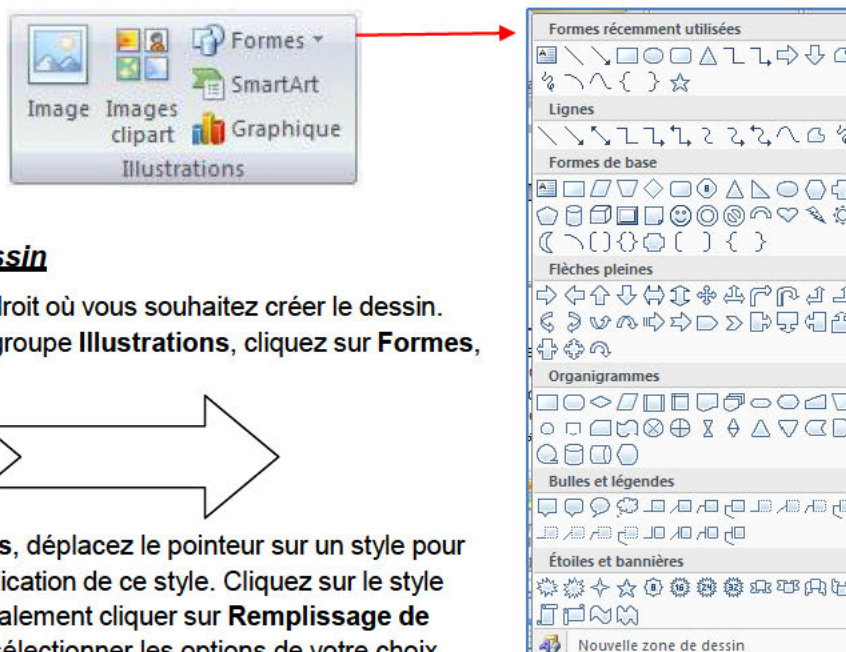 Image
Images
clipart
Formes
SmartArt
Graphique
Illustrations
ssin
droit où vous souhaitez créer le dessin.
groupe Illustrations, cliquez sur Formes,
s, déplacez le pointeur sur un style pour
lication de ce style. Cliquez sur le style
alement cliquer sur Remplissage de
sélectionner les options de votre choix
Formes récemment utilisées
Lignes
Formes de base
Flèches pleines
Organigrammes
Bulles et légendes
Étoiles et bannières
Nouvelle zone de dessin